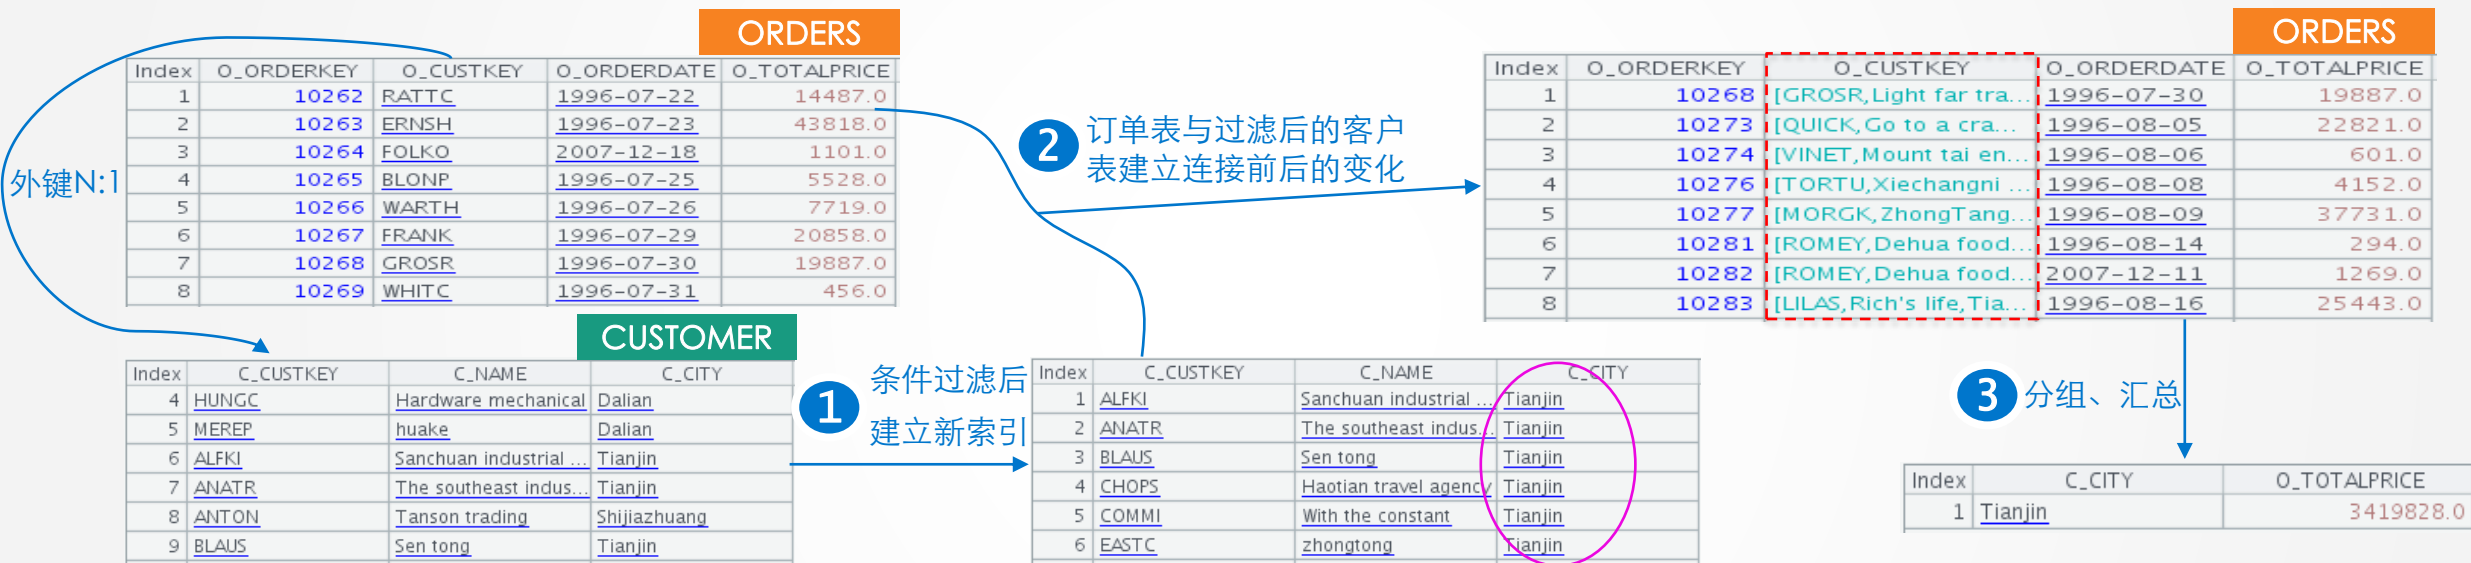 ORDERS
Index O_ORDERKEY O_CUSTKEY O_ORDERDATE O_TOTALPRICE
1 10262 RATTC 1996-07-22 14487.0
2 10263 ERNSH 1996-07-23 43818.0
3 10264 FOLKO 2007-12-18 1101.0
4 10265 BLONP 1996-07-25 5528.0
5 10266 WARTH 1996-07-26 7719.0
6 10267 FRANK 1996-07-29 20858.0
7 10268 GROSR 1996-07-30 19887.0
8 10269 WHITC 1996-07-31 456.0
外键N:1
CUSTOMER
Index C_CUSTKEY C_NAME C_CITY
4 HUNGC Hardware mechanical Dalian
5 MEREP huake Dalian
6 ALFKI Sanchuan industrial ... Tianjin
7 ANATR The southeast indus... Tianjin
8 ANTON Tanson trading Shijiazhuang
9 BLAUS Sen tong Tianjin
1 条件过滤后
建立新索引
Index C_CUSTKEY C_NAME C_CITY
1 ALFKI Sanchuan industrial ... Tianjin
2 ANATR The southeast indus... Tianjin
3 BLAUS Sen tong Tianjin
4 CHOPS Haotian travel agency Tianjin
5 COMMI With the constant Tianjin
6 EASTC zhongtong Tianjin
2 订单表与过滤后的客户
表建立连接前后的变化
ORDERS
Index O_ORDERKEY O_CUSTKEY O_ORDERDATE O_TOTALPRICE
1 10268 [GROSR,Light far tra... 1996-07-30 19887.0
2 10273 [QUICK,Go to a cra... 1996-08-05 22821.0
3 10274 [VINET,Mount tai en... 1996-08-06 601.0
4 10276 [TORTU,Xiechangni ... 1996-08-08 4152.0
5 10277 [MORGK,ZhongTang... 1996-08-09 37731.0
6 10281 [ROMEY,Dehua food... 1996-08-14 294.0
7 10282 [ROMEY,Dehua food... 2007-12-11 1269.0
8 10283 [LILAS,Rich's life,Tia... 1996-08-16 25443.0
3 分组、汇总
Index C_CITY O_TOTALPRICE
1 Tianjin 3419828.0